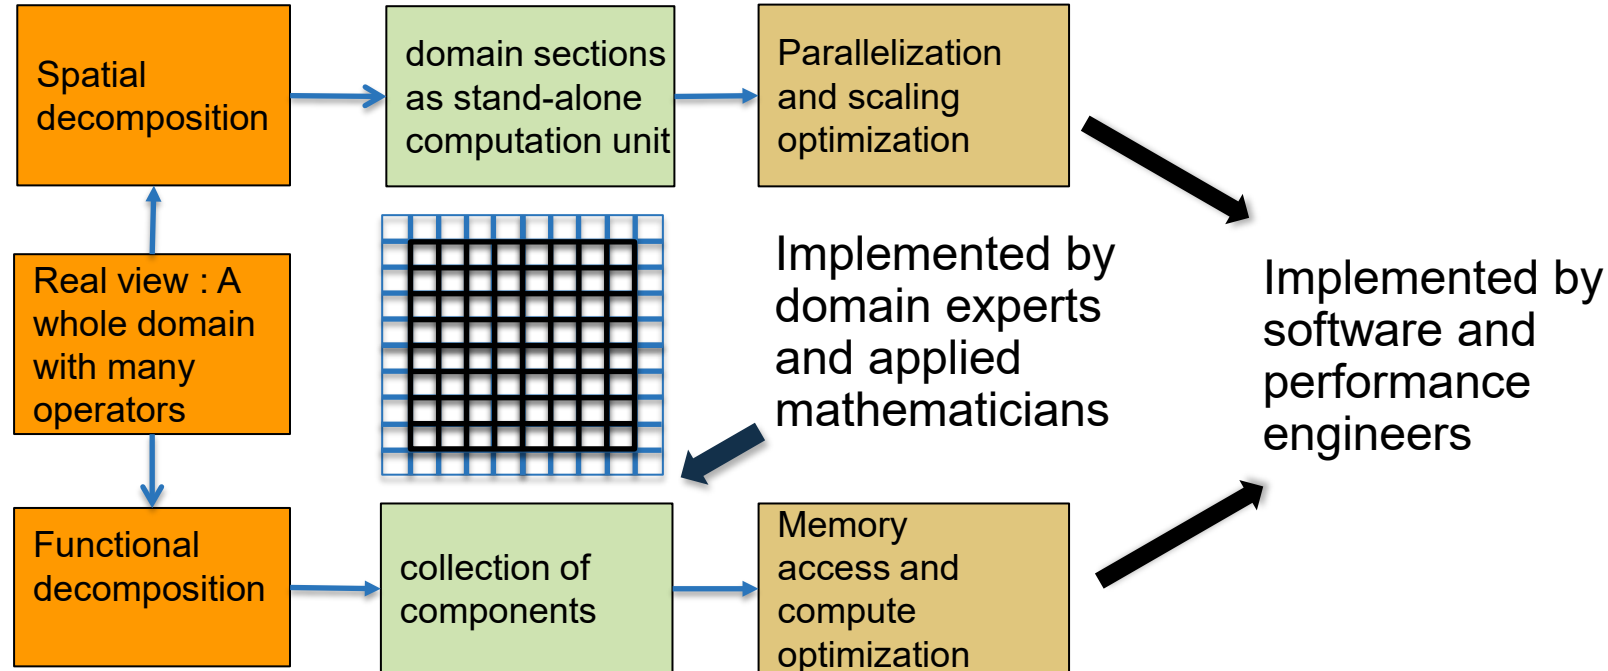 Spatial
decomposition
domain sections
as stand-alone
computation unit
Parallelization
and scaling
optimization
Real view : A
whole domain
with many
operators
Implemented by
domain experts
and applied
mathematicians
Implemented by
software and
performance
engineers
Functional
decomposition
collection of
components
Memory
access and
compute
optimization